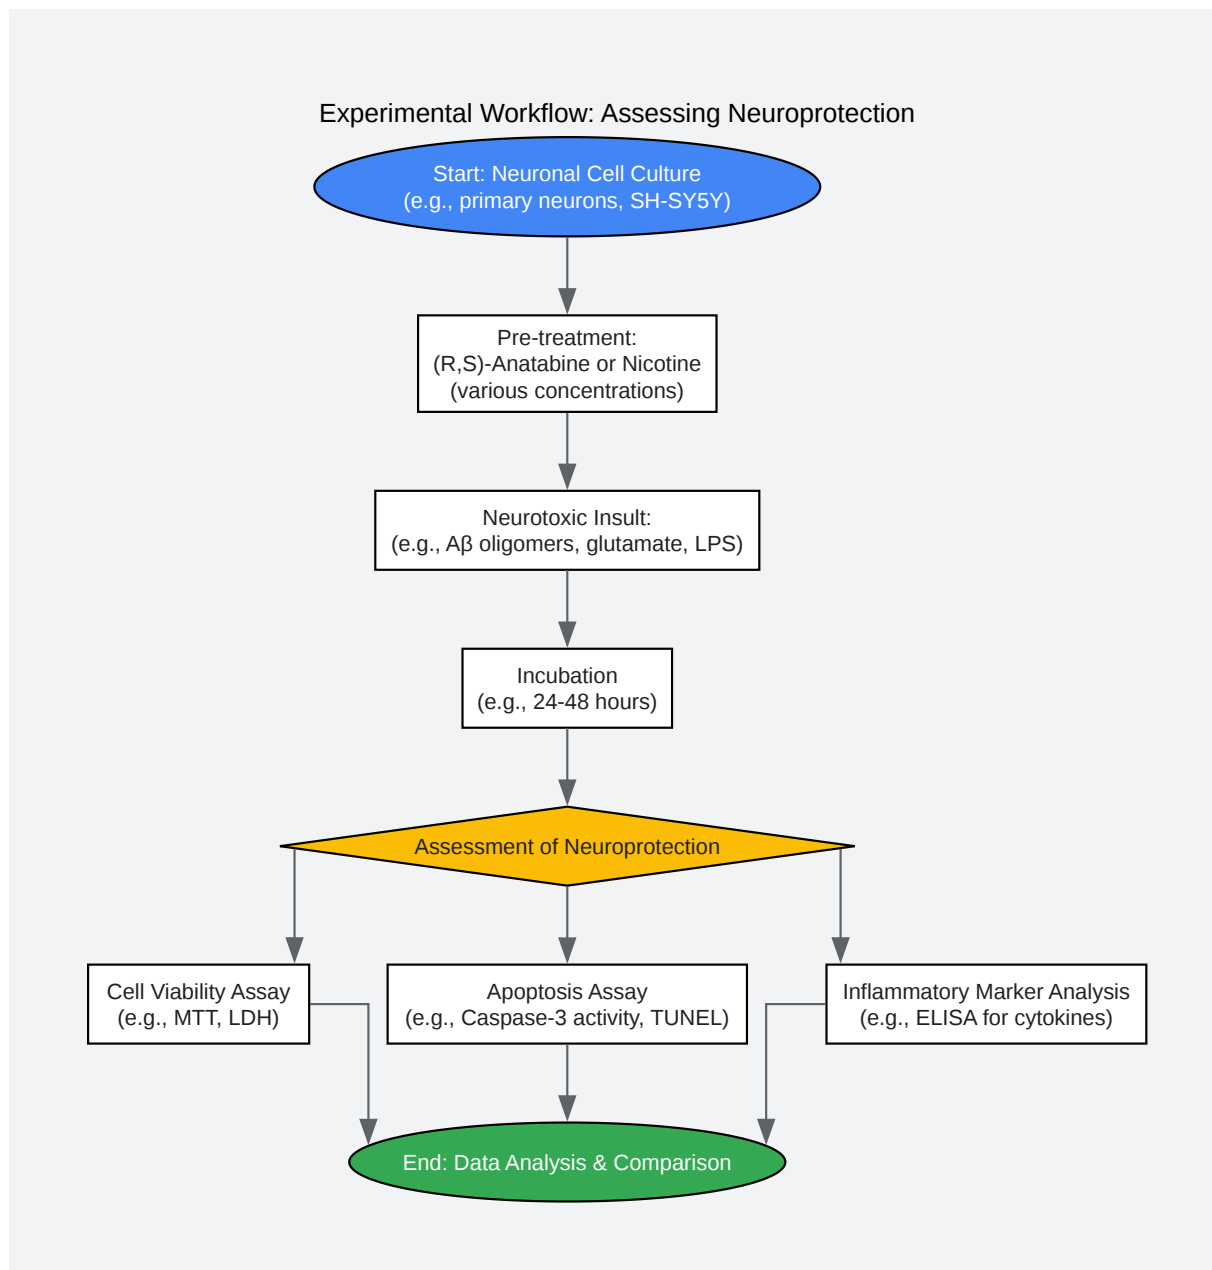 Experimental Workflow: Assessing Neuroprotection
Start: Neuronal Cell Culture
(e.g., primary neurons, SH-SY5Y)
Pre-treatment:
(R,S)-Anatabine or Nicotine
(various concentrations)
Neurotoxic Insult:
(e.g., Aβ oligomers, glutamate, LPS)
Incubation
(e.g., 24-48 hours)
Assessment of Neuroprotection
Cell Viability Assay
(e.g., MTT, LDH)
Apoptosis Assay
(e.g., Caspase-3 activity, TUNEL)
Inflammatory Marker Analysis
(e.g., ELISA for cytokines)
End: Data Analysis & Comparison